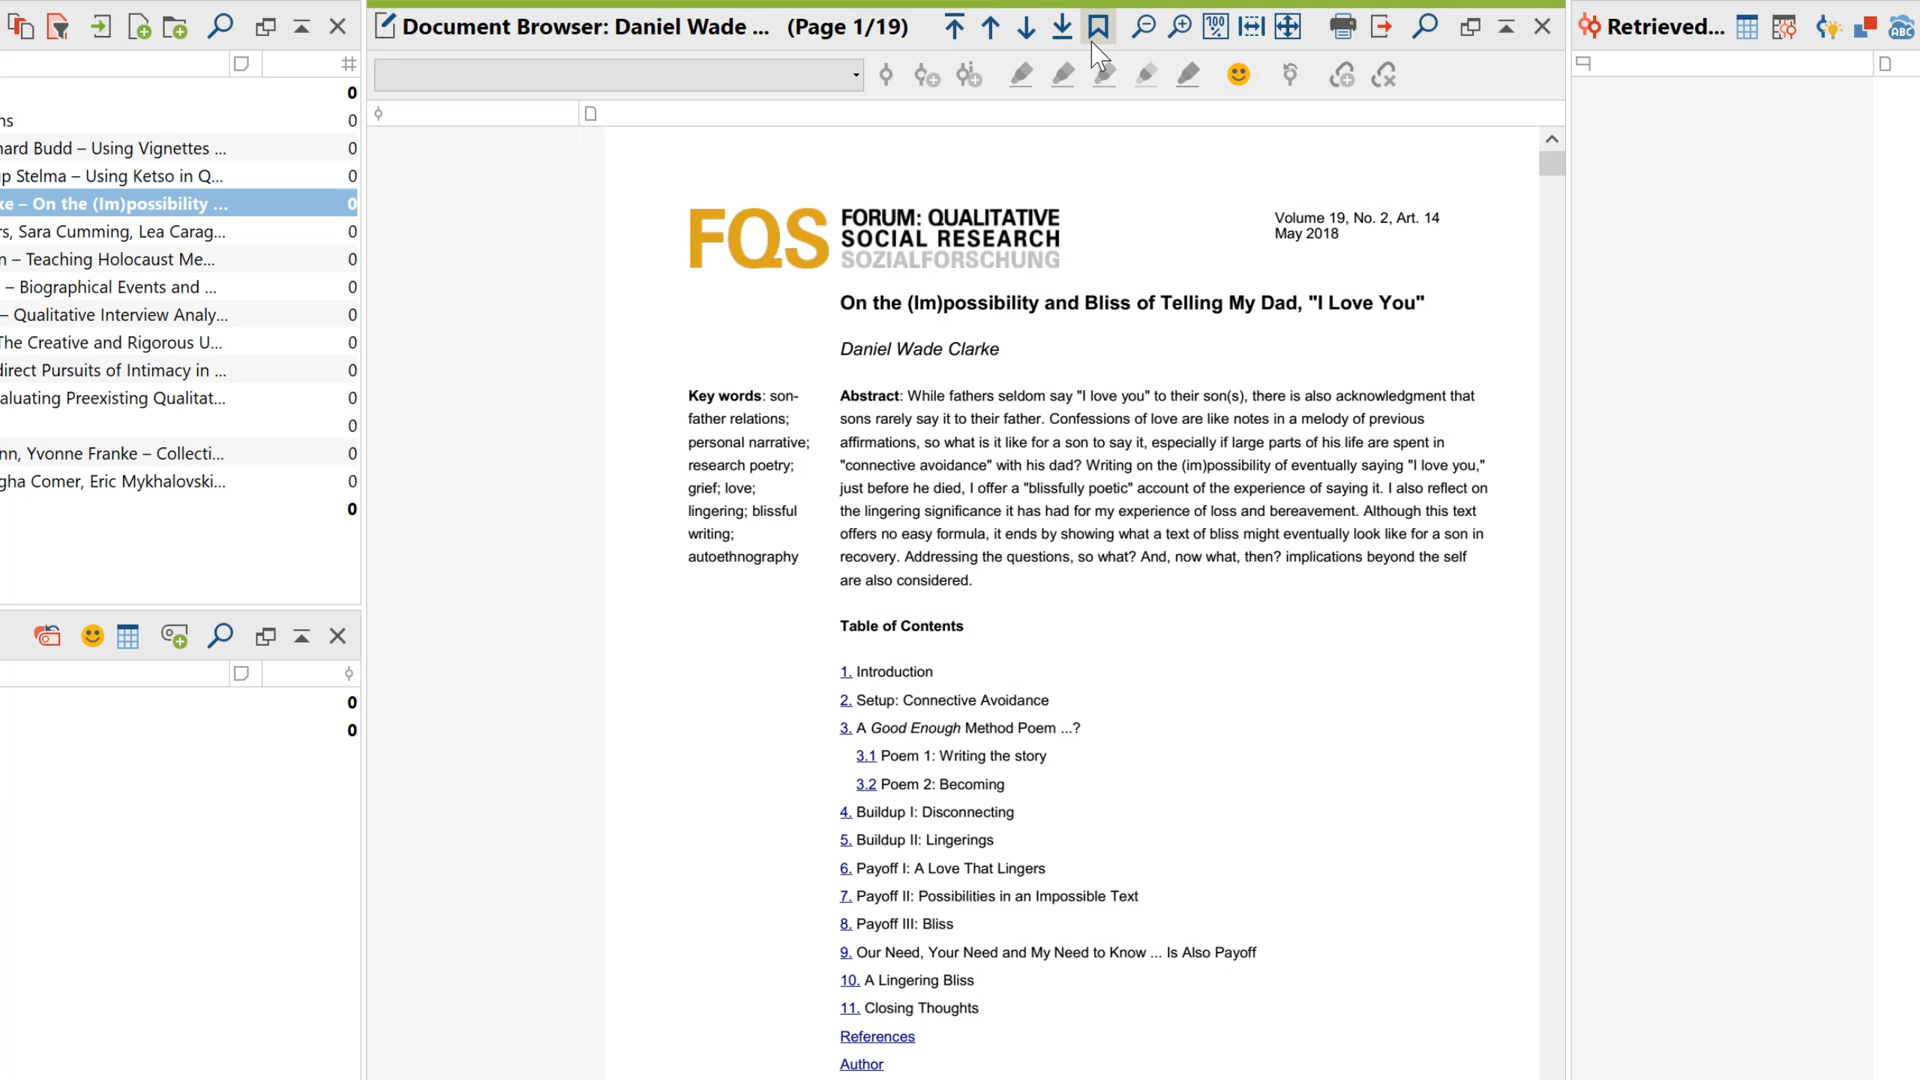 Document Browser: Daniel Wade ... (Page 1/19)
Retrieved...
0
ns 0
hard Budd – Using Vignettes ... 0
p Stelma – Using Ketso in Q... 0
ke – On the (Im)possibility ... 0
rs, Sara Cumming, Lea Carag... 0
n – Teaching Holocaust Me... 0
– Biographical Events and ... 0
– Qualitative Interview Analy... 0
The Creative and Rigorous U... 0
direct Pursuits of Intimacy in ... 0
aluating Preexisting Qualitat... 0
0
nn, Yvonne Franke – Collecti... 0
gha Comer, Eric Mykhalovski... 0
0
0
0
100
%
ABC
FQS
FORUM: QUALITATIVE
SOCIAL RESEARCH
SOZIALFORSCHUNG
Volume 19, No. 2, Art. 14
May 2018
On the (Im)possibility and Bliss of Telling My Dad, "I Love You"
Daniel Wade Clarke
Key words: son-
father relations;
personal narrative;
research poetry;
grief; love;
lingering; blissful
writing;
autoethnography
Abstract: While fathers seldom say "I love you" to their son(s), there is also acknowledgment that
sons rarely say it to their father. Confessions of love are like notes in a melody of previous
affirmations, so what is it like for a son to say it, especially if large parts of his life are spent in
"connective avoidance" with his dad? Writing on the (im)possibility of eventually saying "I love you,"
just before he died, I offer a "blissfully poetic" account of the experience of saying it. I also reflect on
the lingering significance it has had for my experience of loss and bereavement. Although this text
offers no easy formula, it ends by showing what a text of bliss might eventually look like for a son in
recovery. Addressing the questions, so what? And, now what, then? implications beyond the self
are also considered.
Table of Contents
1. Introduction
2. Setup: Connective Avoidance
3. A Good Enough Method Poem ...?
3.1 Poem 1: Writing the story
3.2 Poem 2: Becoming
4. Buildup I: Disconnecting
5. Buildup II: Lingerings
6. Payoff I: A Love That Lingers
7. Payoff II: Possibilities in an Impossible Text
8. Payoff III: Bliss
9. Our Need, Your Need and My Need to Know ... Is Also Payoff
10. A Lingering Bliss
11. Closing Thoughts
References
Author